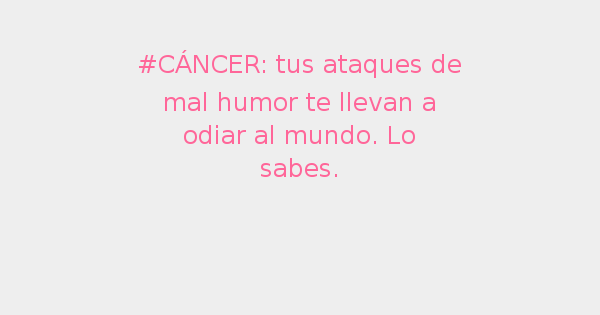 #CÁNCER: tus ataques de
mal humor te llevan a
odiar al mundo. Lo
sabes.